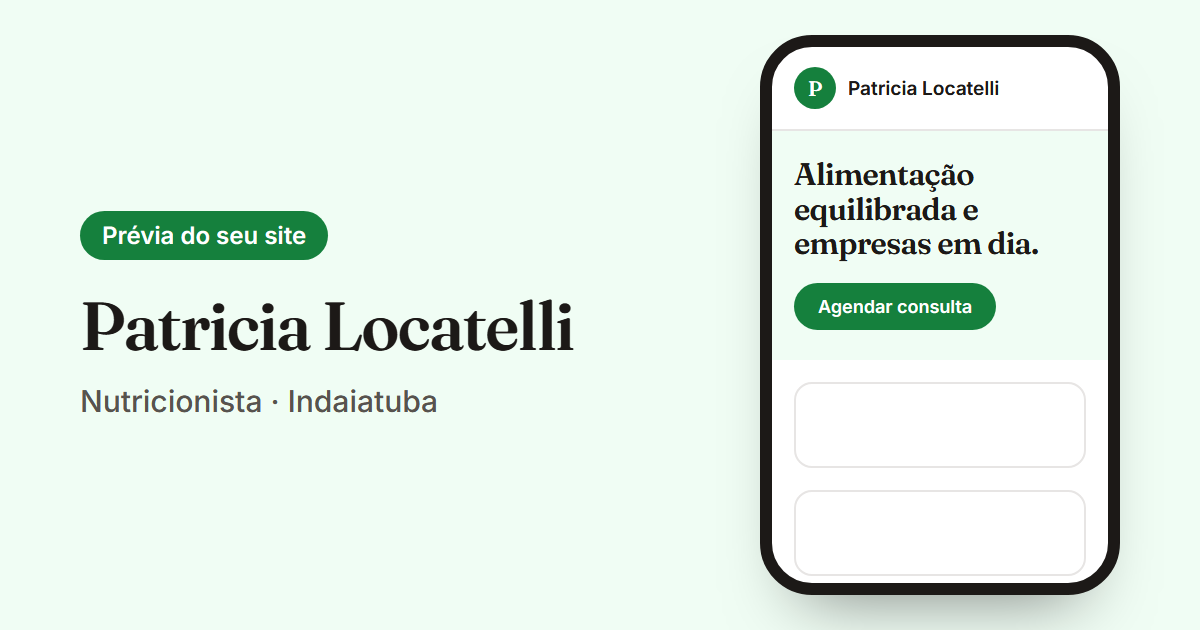 Prévia do seu site
Patricia Locatelli
Nutricionista · Indaiatuba
P
Patricia Locatelli
Alimentação
equilibrada e
empresas em dia.
Agendar consulta